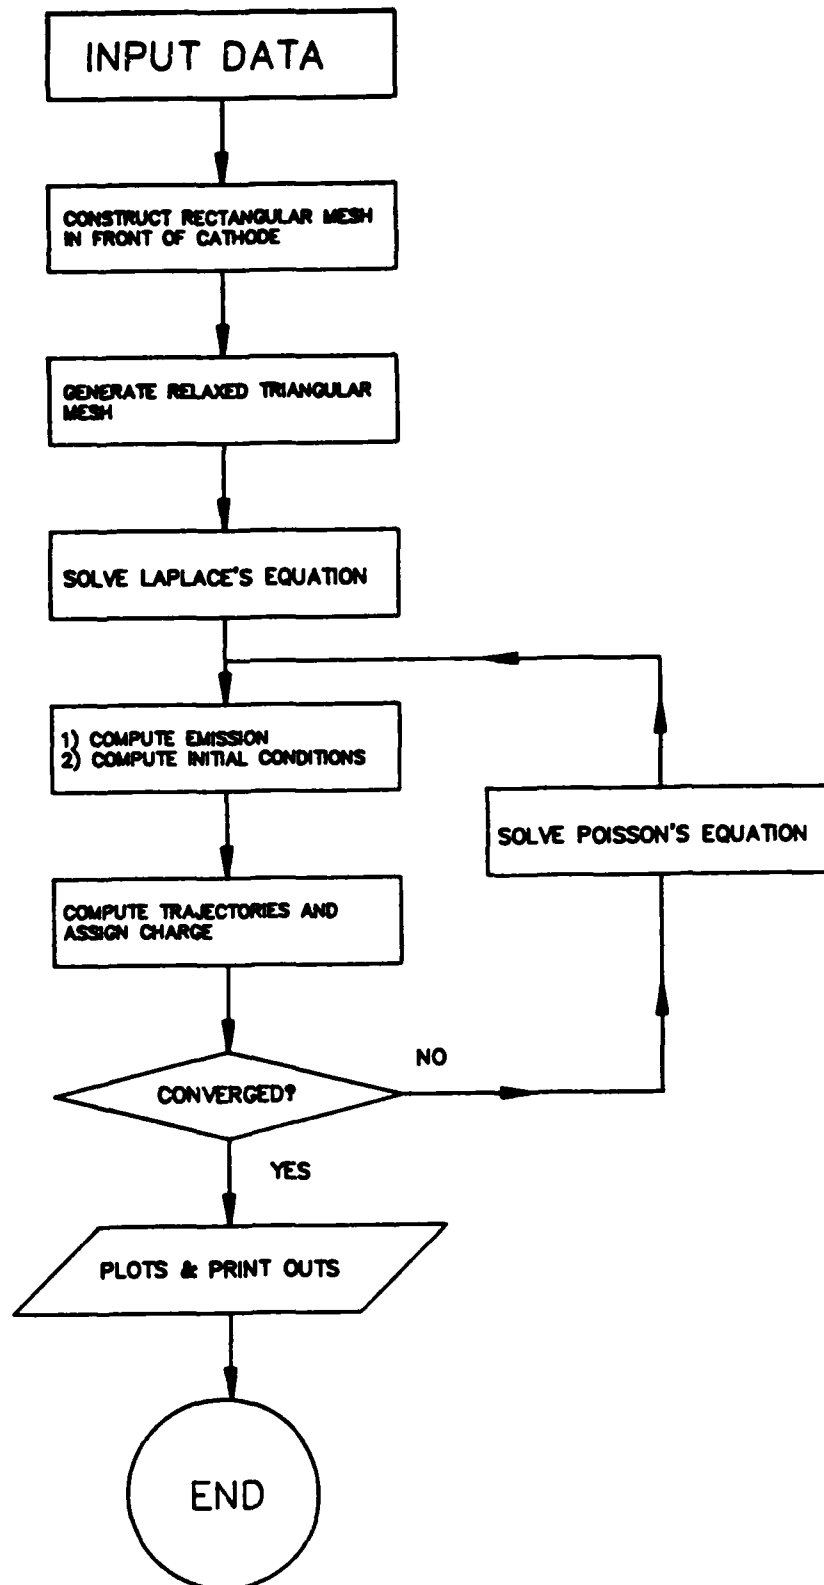 INPUT DATA
CONSTRUCT RECTANGULAR MESH
IN FRONT OF CATHODE
GENERATE RELAXED TRIANGULAR
MESH
SOLVE LAPLACE'S EQUATION
1) COMPUTE EMISSION
2) COMPUTE INITIAL CONDITIONS
SOLVE POISSON'S EQUATION
COMPUTE TRAJECTORIES AND
ASSIGN CHARGE
NO
CONVERGED?
YES
PLOTS & PRINT OUTS
END